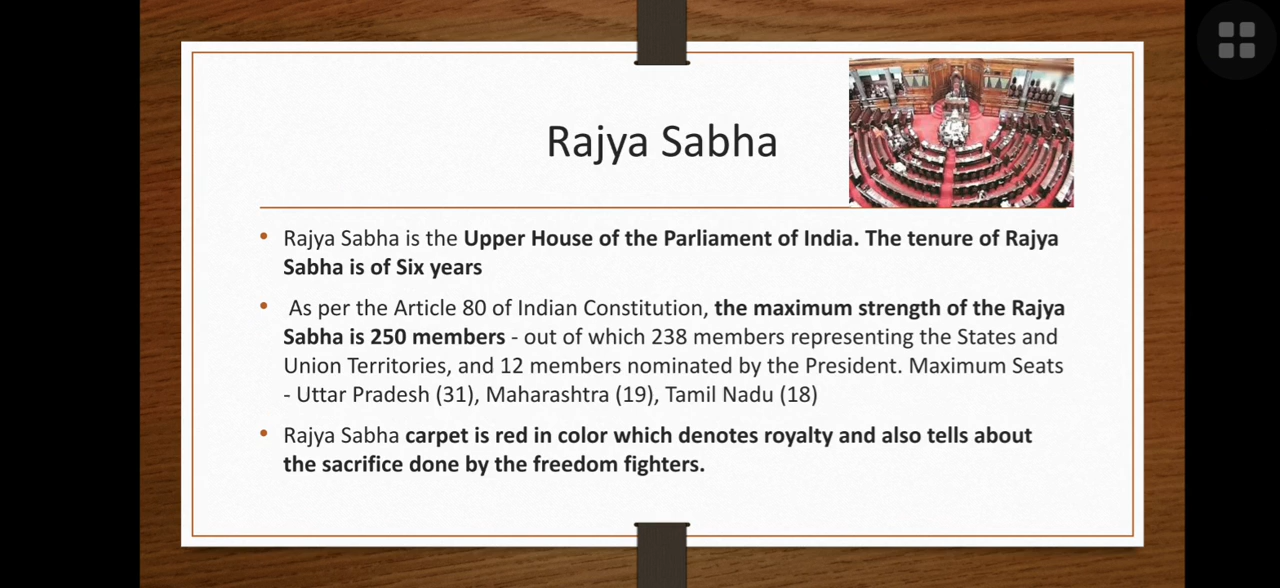 Rajya Sabha
• Rajya Sabha is the Upper House of the Parliament of India. The tenure of Rajya
Sabha is of Six years
• As per the Article 80 of Indian Constitution, the maximum strength of the Rajya
Sabha is 250 members - out of which 238 members representing the States and
Union Territories, and 12 members nominated by the President. Maximum Seats
- Uttar Pradesh (31), Maharashtra (19), Tamil Nadu (18)
• Rajya Sabha carpet is red in color which denotes royalty and also tells about
the sacrifice done by the freedom fighters.